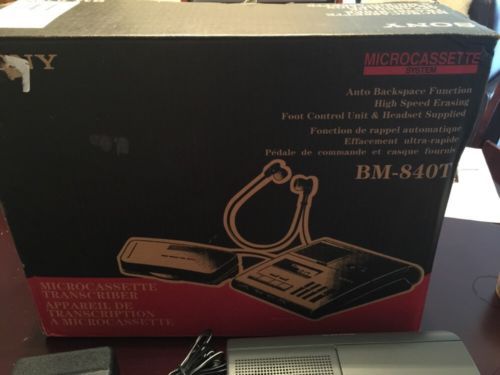 SONY
NY
MICROCASSETTE
SYSTEM
Auto Backspace Function
High Speed Erasing
Foot Control Unit & Headset Supplied
Fonction de rappel automatique
Effacement ultra-rapide
Pédale de commande et casque fournis
BM-840T
MICROCASSETTE
TRANSCRIBER
APPAREIL DE
TRANSCRIPTION
A MICROCASSETTE